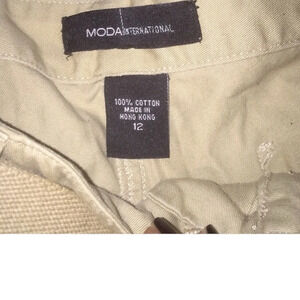 MODA INTERNATIONAL
100% COTTON
MADE IN
HONG KONG
12